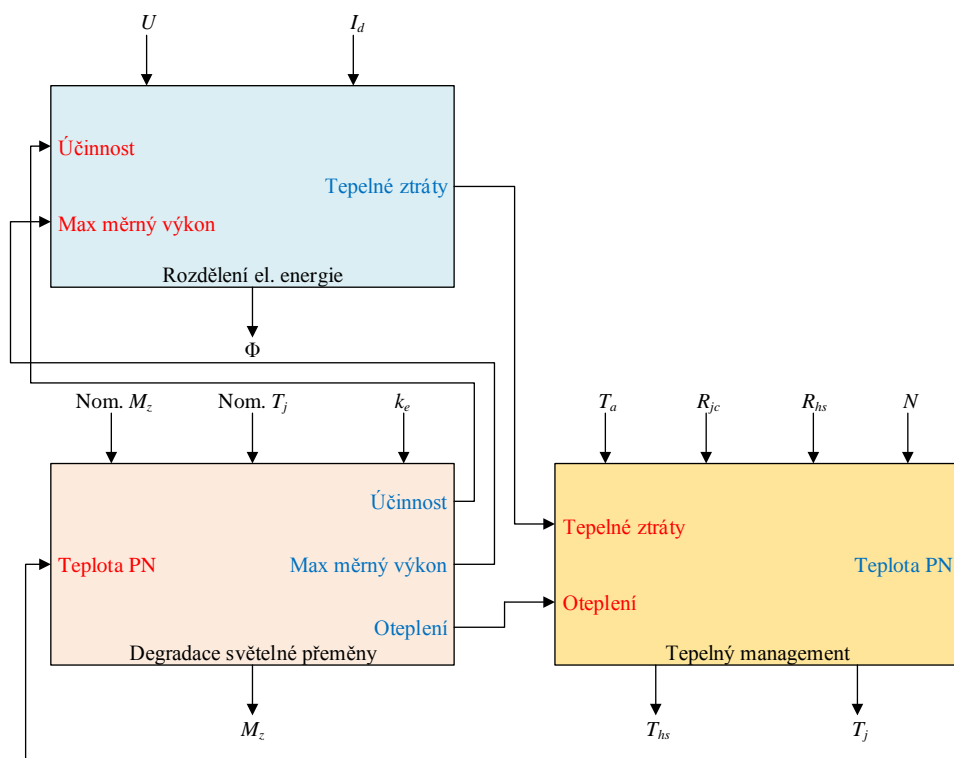 U
I_d
Účinnost
Tepelné ztráty
Max měrný výkon
Rozdělení el. energie
Φ
Nom. M_z
Nom. T_j
k_e
T_a
R_jc
R_hs
N
Účinnost
Tepelné ztráty
Teplota PN
Max měrný výkon
Teplota PN
Oteplení
Oteplení
Degradace světelné přeměny
Tepelný management
M_z
T_hs
T_j